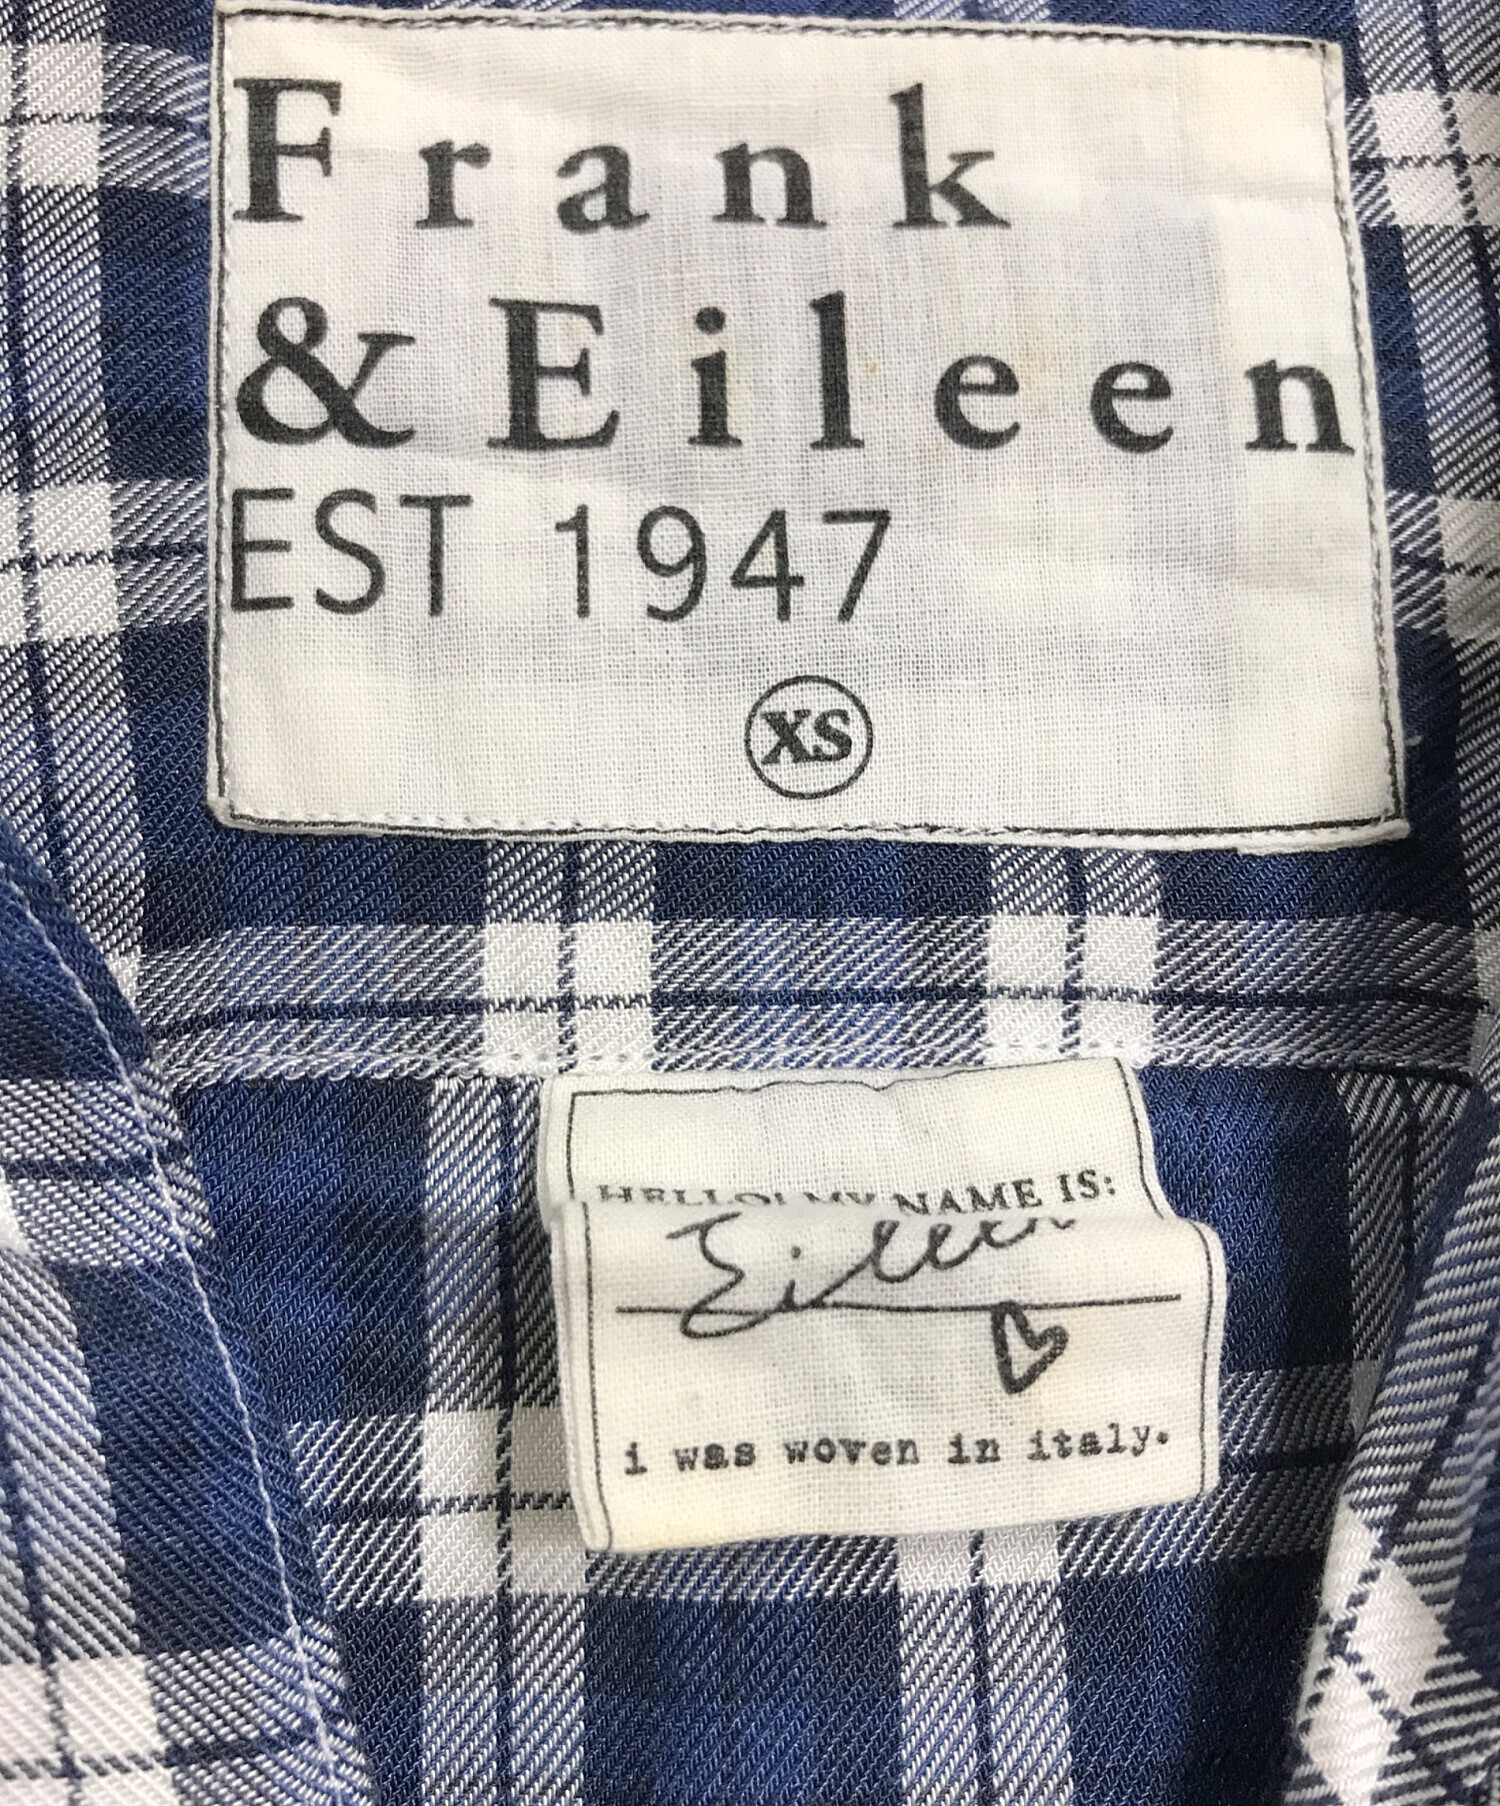 Frank
& Eileen
EST 1947
XS
HELLO! MY NAME IS:
Eileen
i was woven in italy.